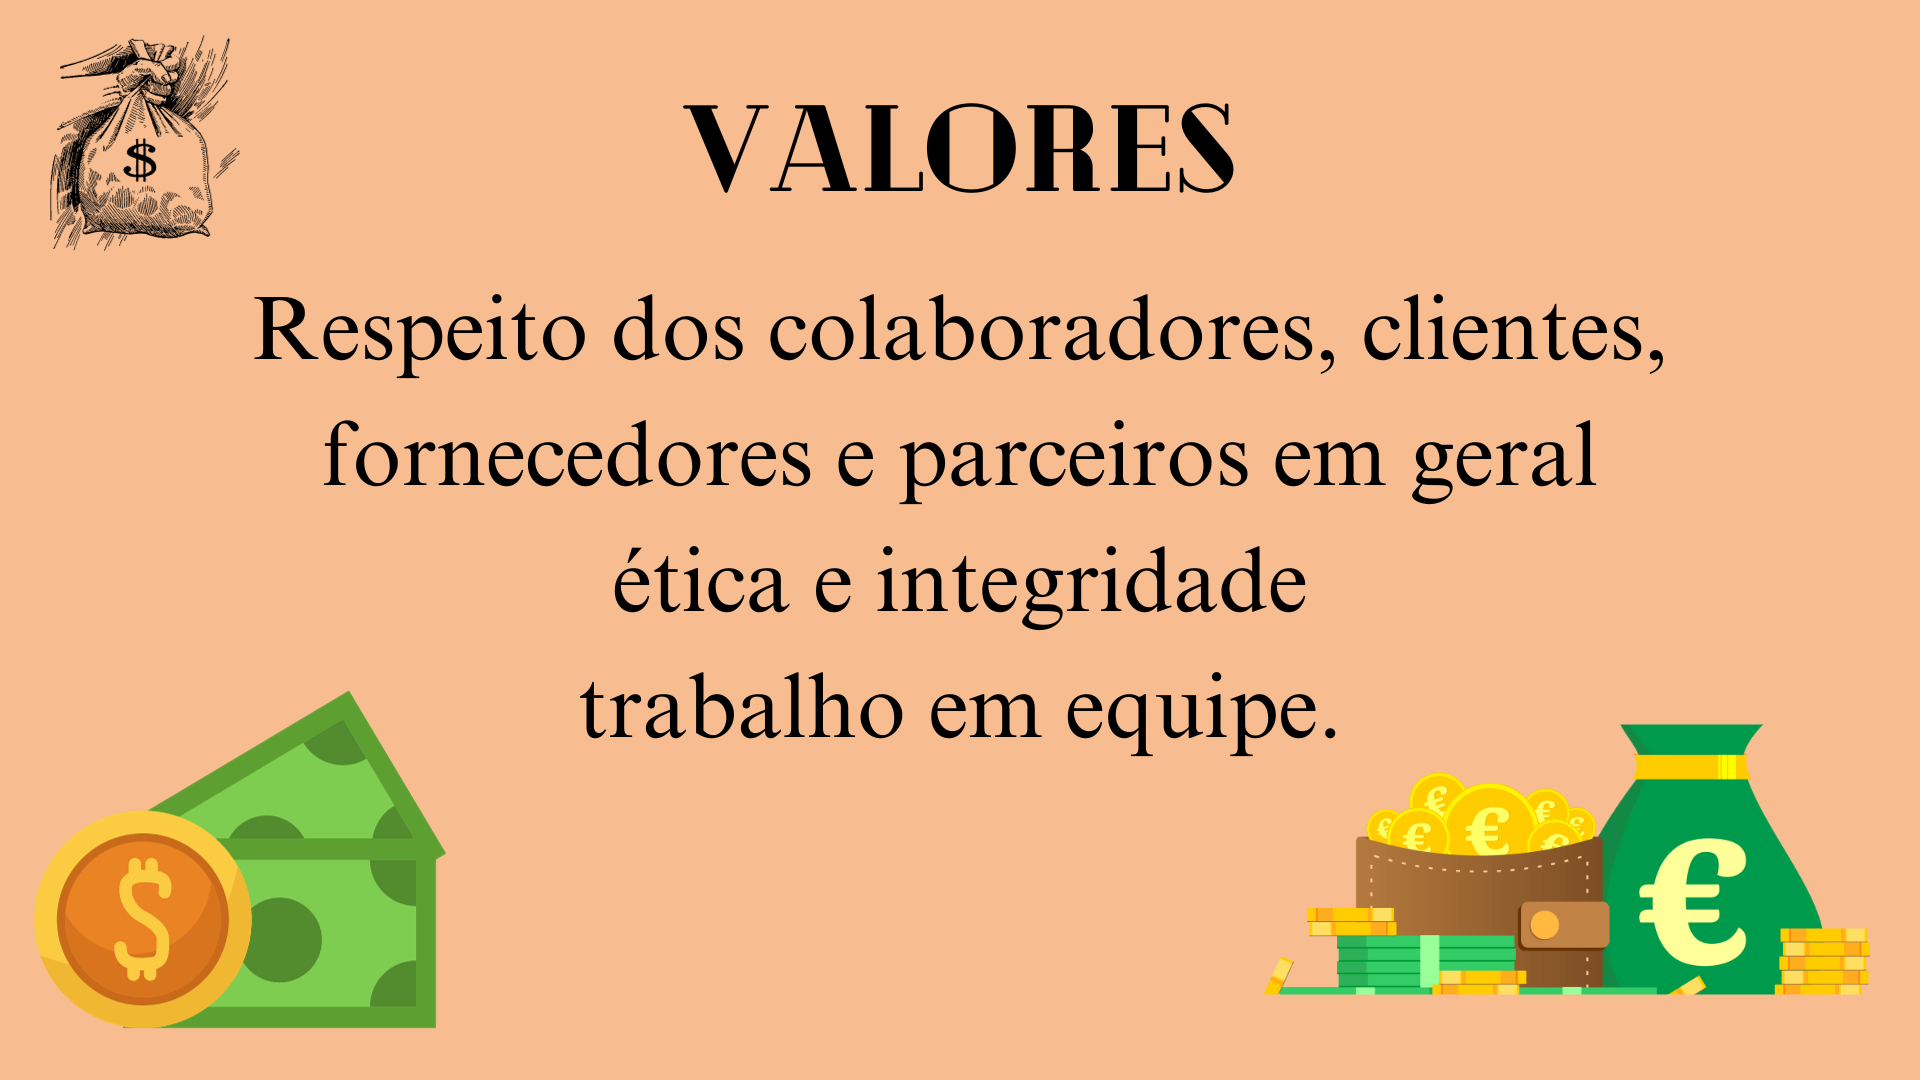 VALORES
Respeito dos colaboradores, clientes,
fornecedores e parceiros em geral
ética e integridade
trabalho em equipe.